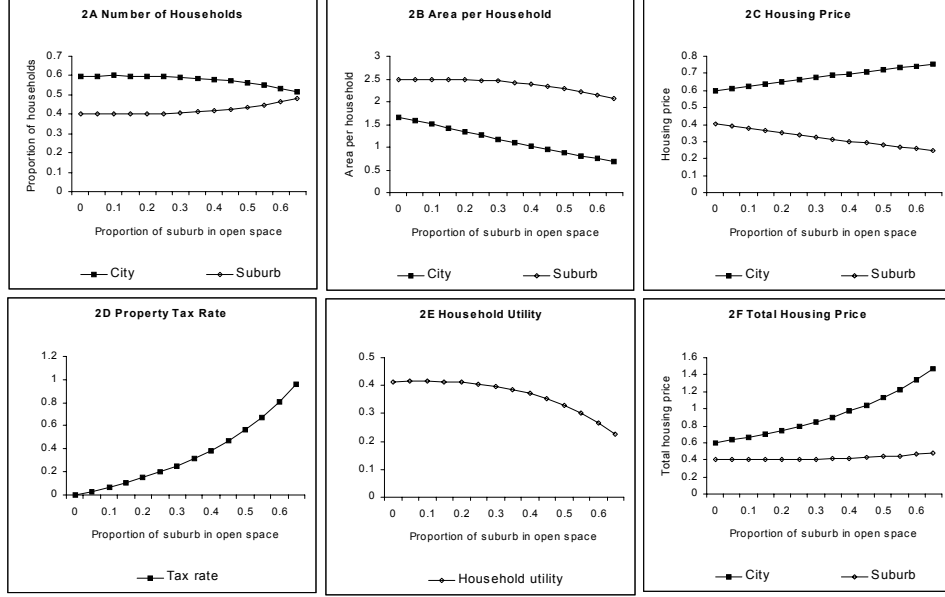 2A Number of Households
Proportion of households
0.7
0.6
0.5
0.4
0.3
0.2
0.1
0
0 0.1 0.2 0.3 0.4 0.5 0.6
Proportion of suburb in open space
City Suburb
2B Area per Household
Area per household
3
2.5
2
1.5
1
0.5
0
0 0.1 0.2 0.3 0.4 0.5 0.6
Proportion of suburb in open space
City Suburb
2C Housing Price
Housing price
0.8
0.7
0.6
0.5
0.4
0.3
0.2
0.1
0
0 0.1 0.2 0.3 0.4 0.5 0.6
Proportion of suburb in open space
City Suburb
2D Property Tax Rate
1.2
1
0.8
0.6
0.4
0.2
0
0 0.1 0.2 0.3 0.4 0.5 0.6
Proportion of suburb in open space
Tax rate
2E Household Utility
0.5
0.4
0.3
0.2
0.1
0
0 0.1 0.2 0.3 0.4 0.5 0.6
Proportion of suburb in open space
Household utility
2F Total Housing Price
Total housing price
1.6
1.4
1.2
1
0.8
0.6
0.4
0.2
0
0 0.1 0.2 0.3 0.4 0.5 0.6
Proportion of suburb in open space
City Suburb